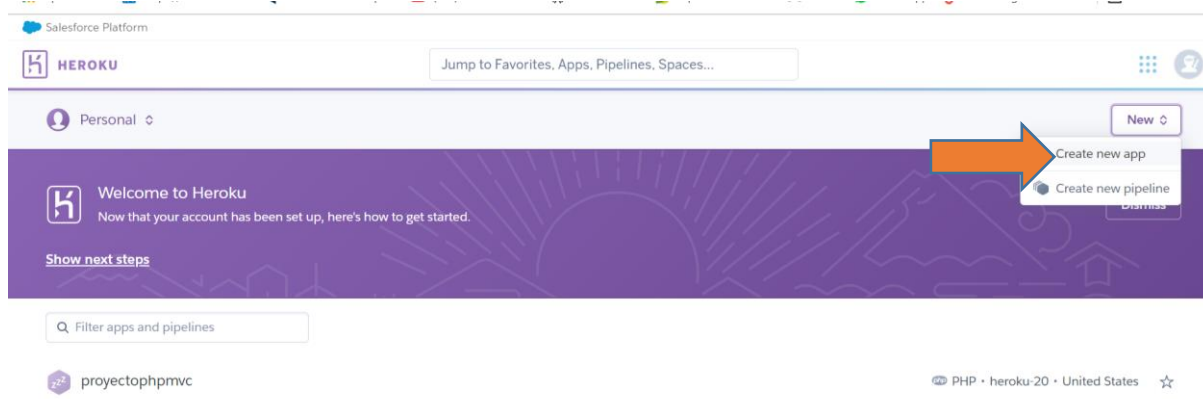 Salesforce Platform
HEROKU
Jump to Favorites, Apps, Pipelines, Spaces...
Personal
New
Create new app
Create new pipeline
Dismiss
Welcome to Heroku
Now that your account has been set up, here's how to get started.
Show next steps
Filter apps and pipelines
proyectophpmvc
PHP • heroku-20 • United States